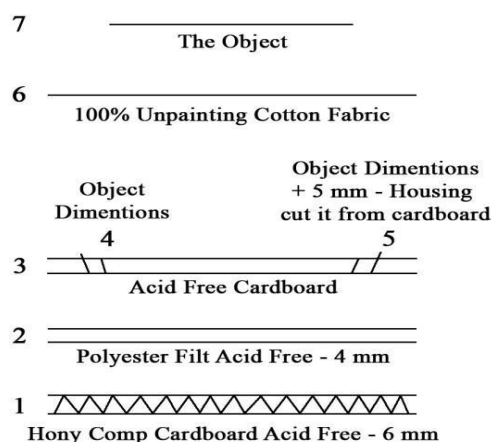 7
The Object
6
100% Unpainting Cotton Fabric
Object Dimentions
+ 5 mm - Housing
cut it from cardboard
5
Object
Dimentions
4
3
Acid Free Cardboard
2
Polyester Filt Acid Free - 4 mm
1
Hony Comp Cardboard Acid Free - 6 mm